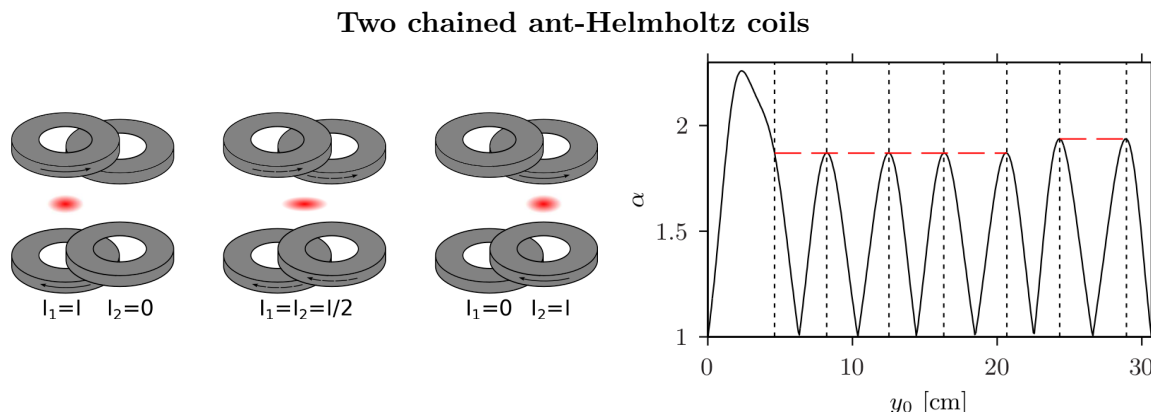 Two chained ant-Helmholtz coils
I₁=I I₂=0
I₁=I₂=I/2
I₁=0 I₂=I
α
2
1.5
1
0 10 20 30
y₀ [cm]